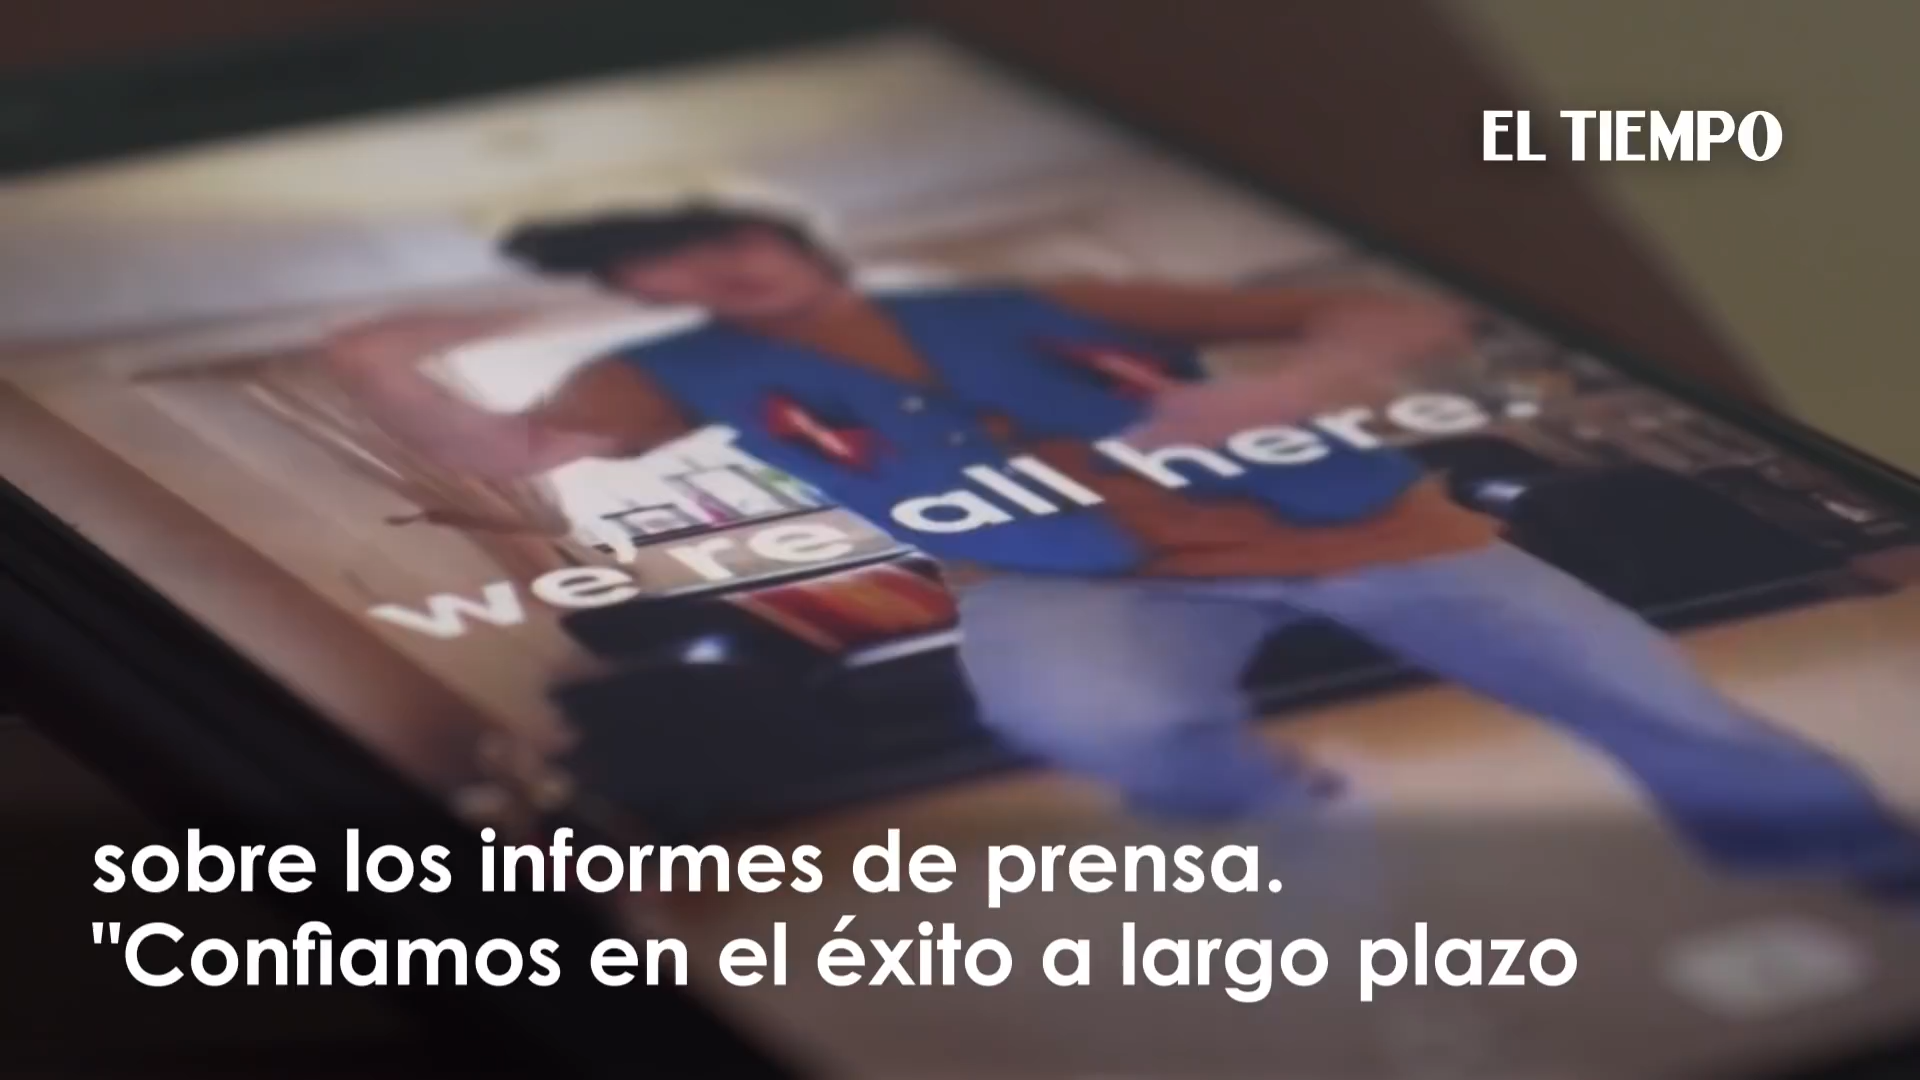 EL TIEMPO
we're all here.
sobre los informes de prensa.
"Confiamos en el éxito a largo plazo